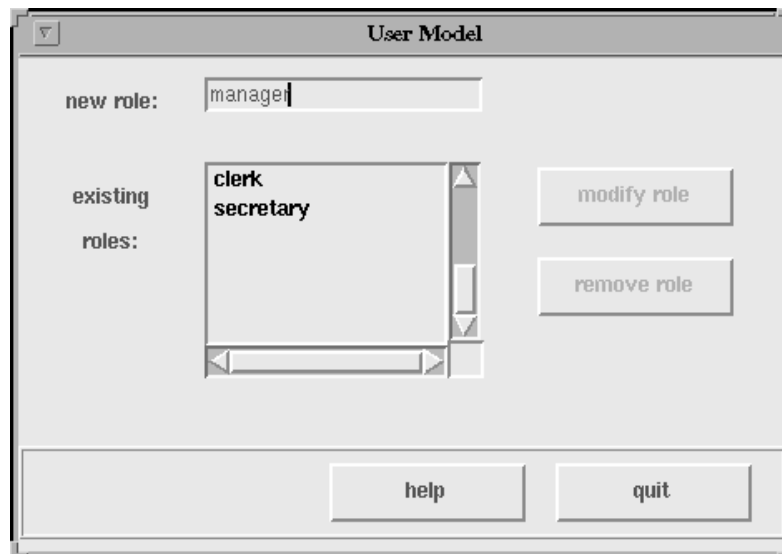 User Model
new role:
manager
existing
roles:
clerk
secretary
modify role
remove role
help
quit